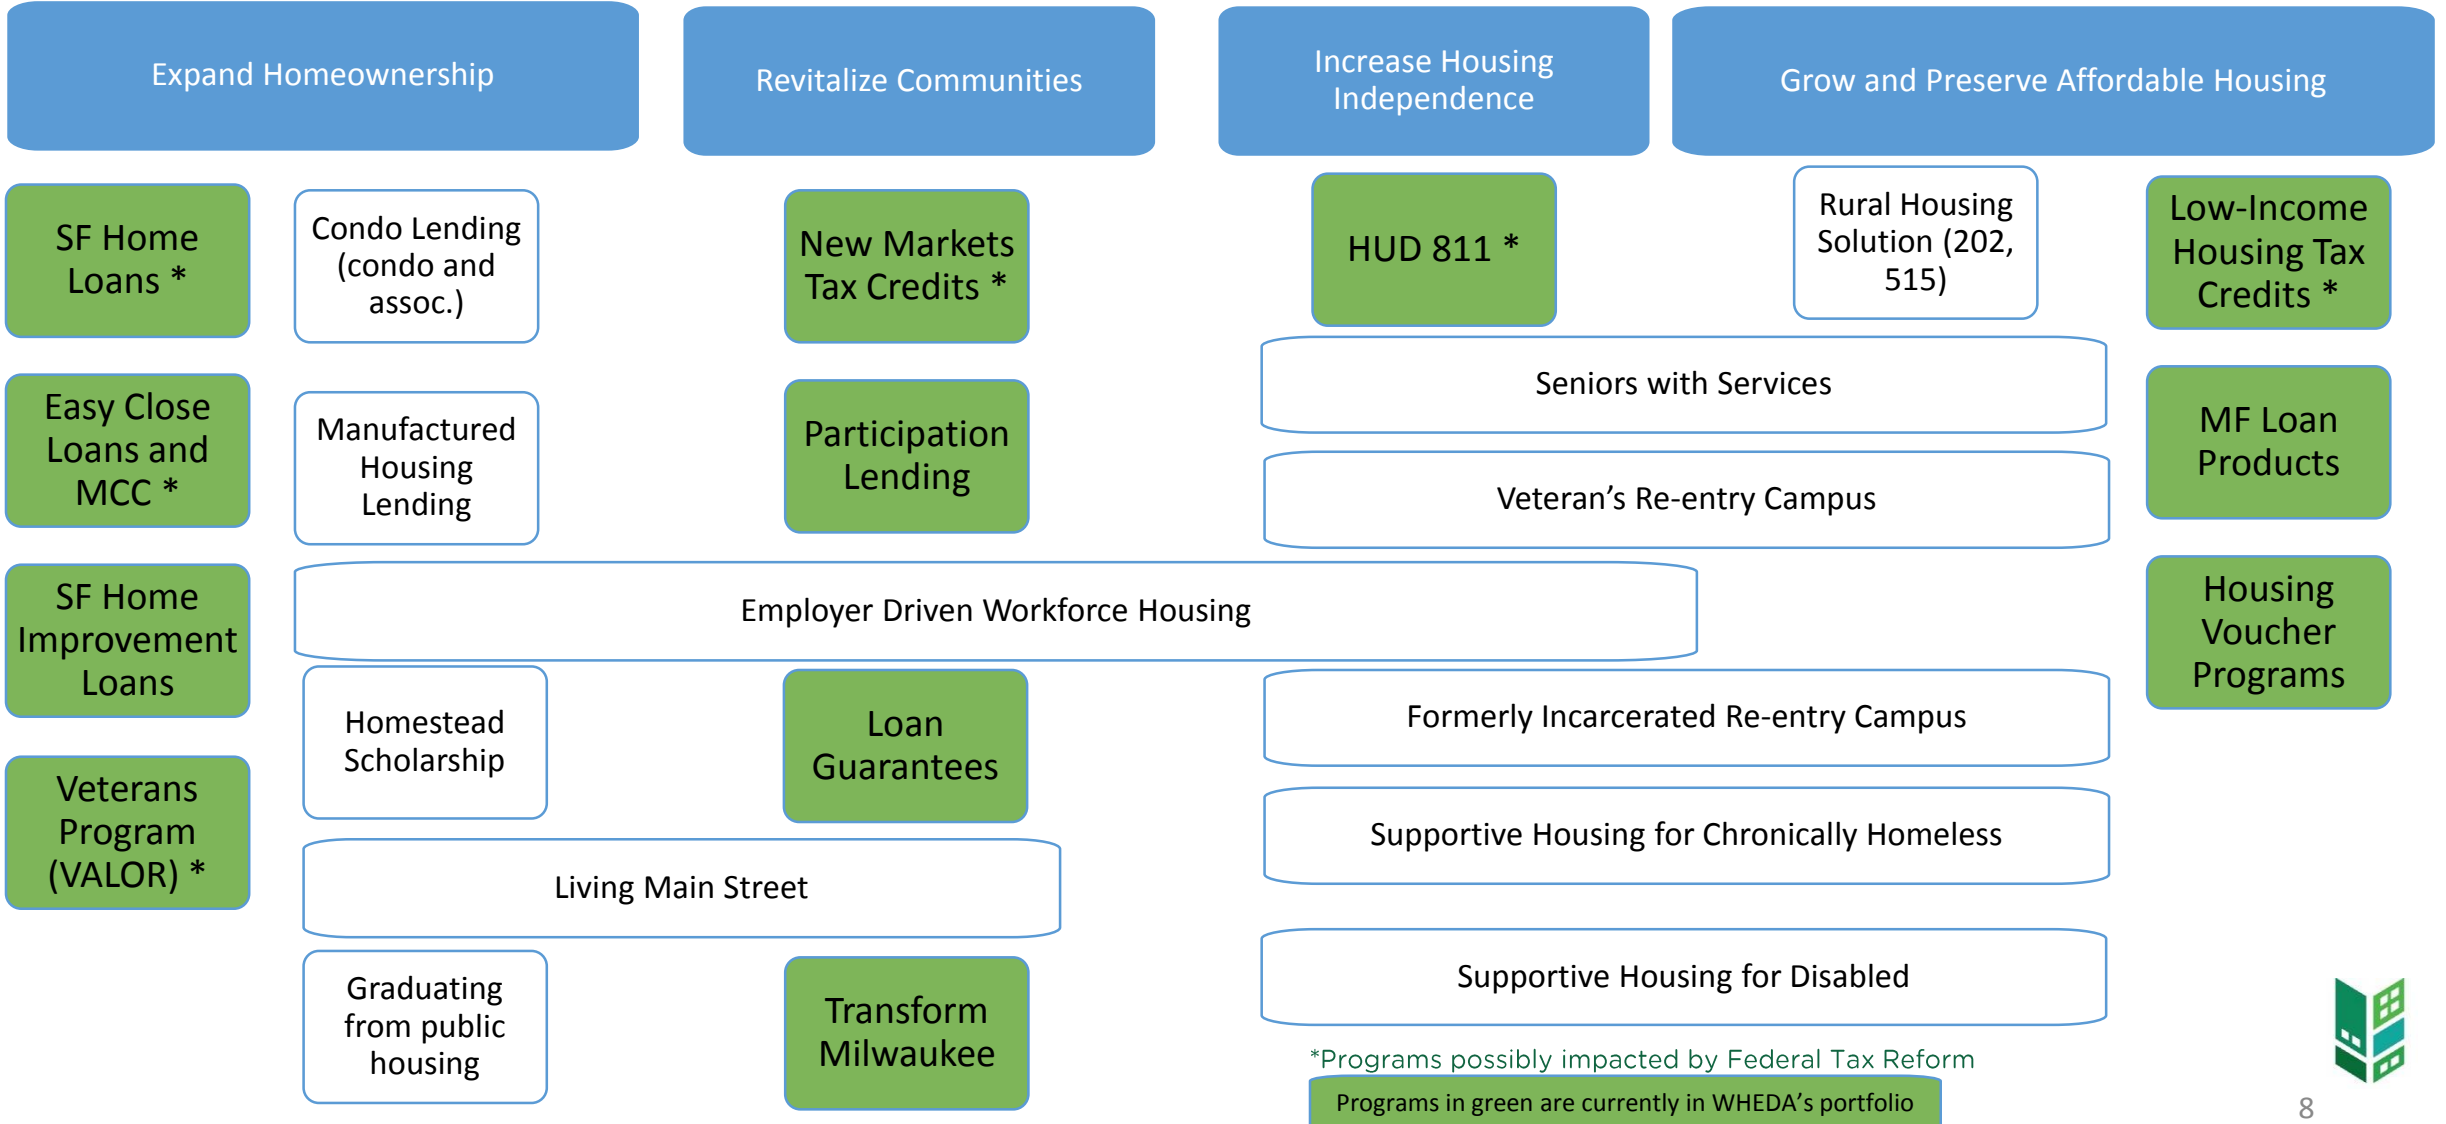 Expand Homeownership
Revitalize Communities
Increase Housing
Independence
Grow and Preserve Affordable Housing
SF Home
Loans *
Condo Lending
(condo and
assoc.)
New Markets
Tax Credits *
HUD 811 *
Rural Housing
Solution (202,
515)
Low-Income
Housing Tax
Credits *
Seniors with Services
Easy Close
Loans and
MCC *
Manufactured
Housing
Lending
Participation
Lending
Veteran’s Re-entry Campus
MF Loan
Products
SF Home
Improvement
Loans
Employer Driven Workforce Housing
Housing
Voucher
Programs
Homestead
Scholarship
Loan
Guarantees
Formerly Incarcerated Re-entry Campus
Veterans
Program
(VALOR) *
Supportive Housing for Chronically Homeless
Living Main Street
Graduating
from public
housing
Transform
Milwaukee
Supportive Housing for Disabled
*Programs possibly impacted by Federal Tax Reform
Programs in green are currently in WHEDA’s portfolio
8